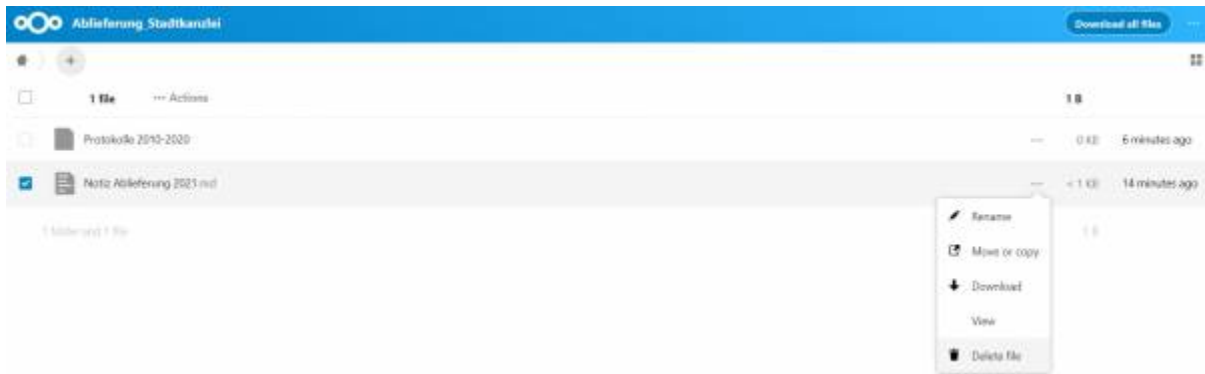 Ablieferung_Stadtkanzlei Download all files ...
+
1 file ... Actions 1 B
Protokolle 2010-2020 ... 0 KB 6 minutes ago
Notiz Ablieferung 2021.md ... < 1 KB 14 minutes ago
1 folder and 1 file 1 B
Rename
Move or copy
Download
View
Delete file